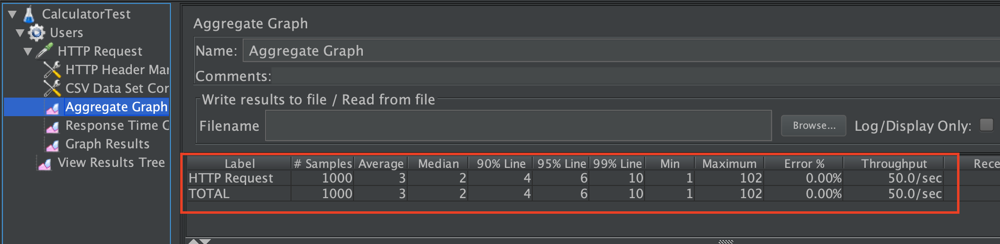 CalculatorTest
Users
HTTP Request
HTTP Header Mar
CSV Data Set Cor
Aggregate Graph
Response Time G
Graph Results
View Results Tree
Aggregate Graph
Name: Aggregate Graph
Comments:
Write results to file / Read from file
Filename Browse... Log/Display Only:
Label # Samples Average Median 90% Line 95% Line 99% Line Min Maximum Error % Throughput Rece
HTTP Request 1000 3 2 4 6 10 1 102 0.00% 50.0/sec
TOTAL 1000 3 2 4 6 10 1 102 0.00% 50.0/sec